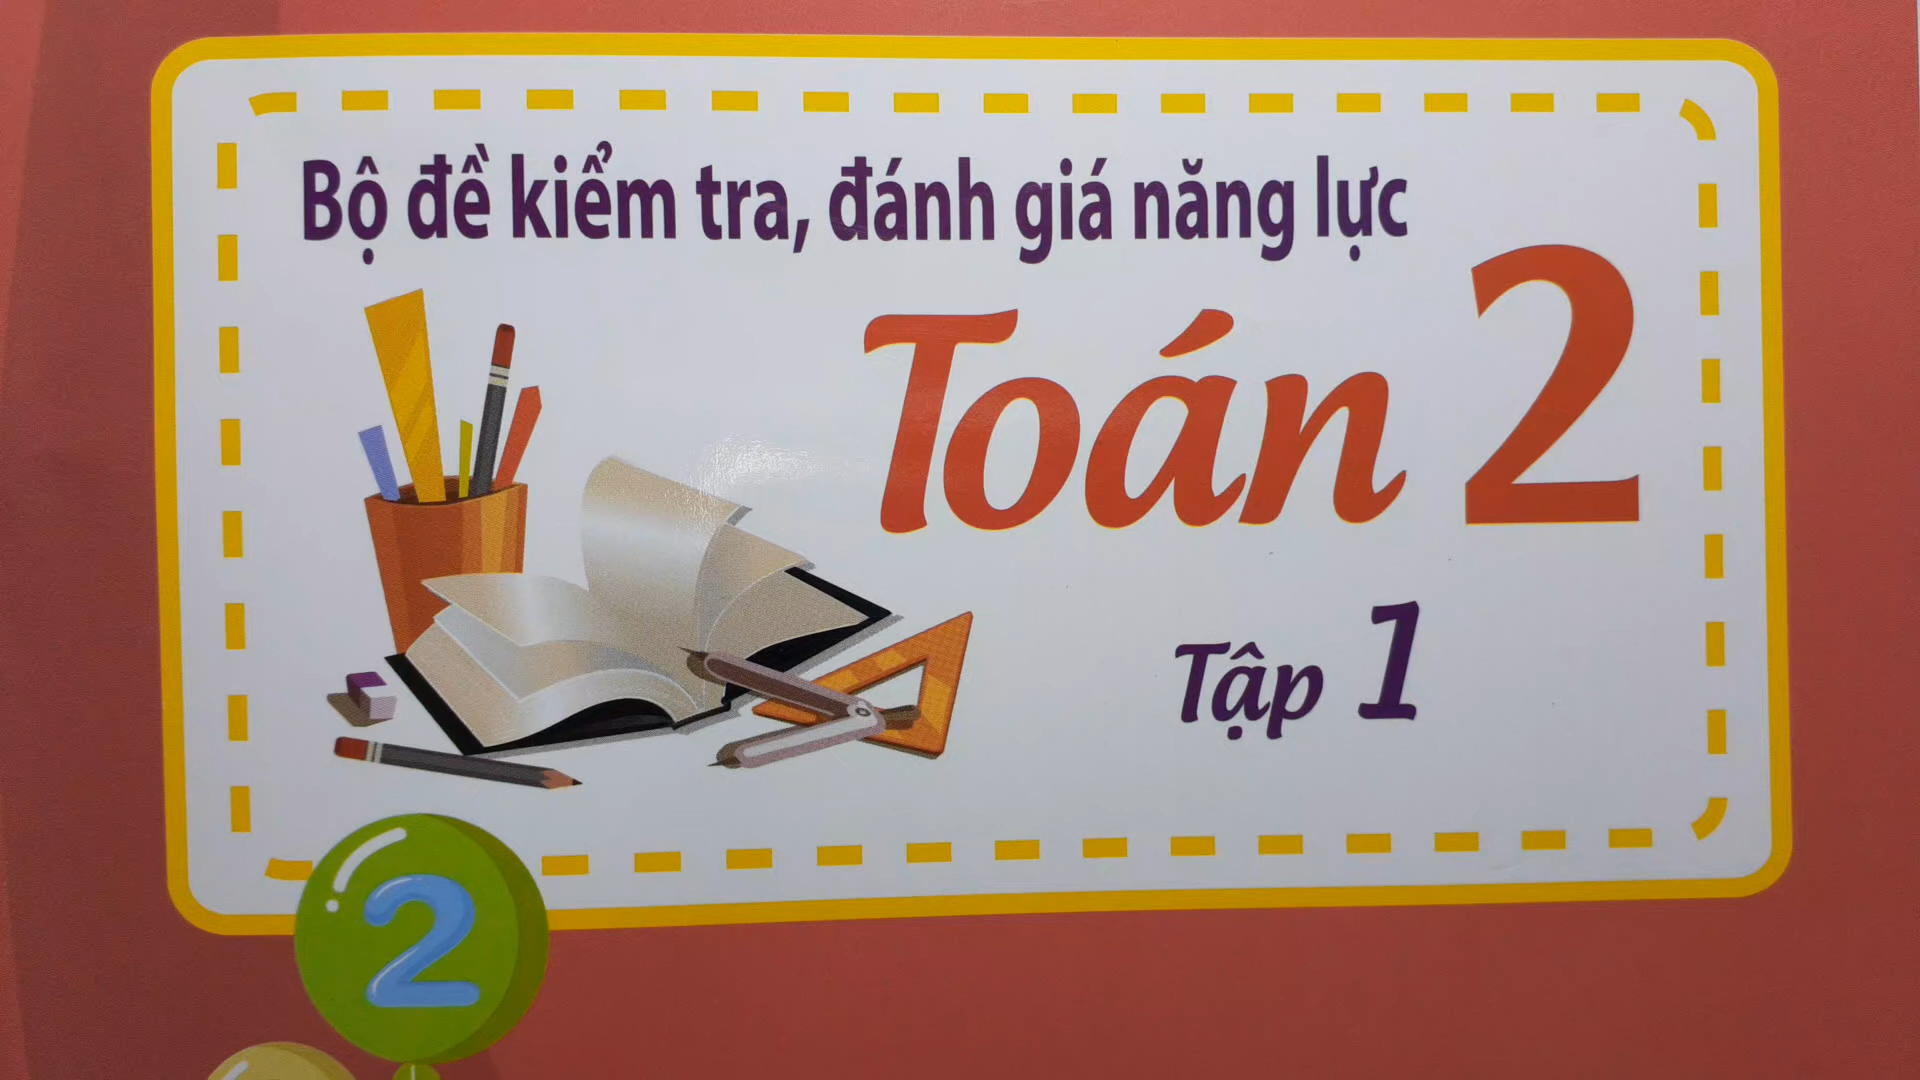 Bộ đề kiểm tra, đánh giá năng lực
Toán 2
Tập 1
2